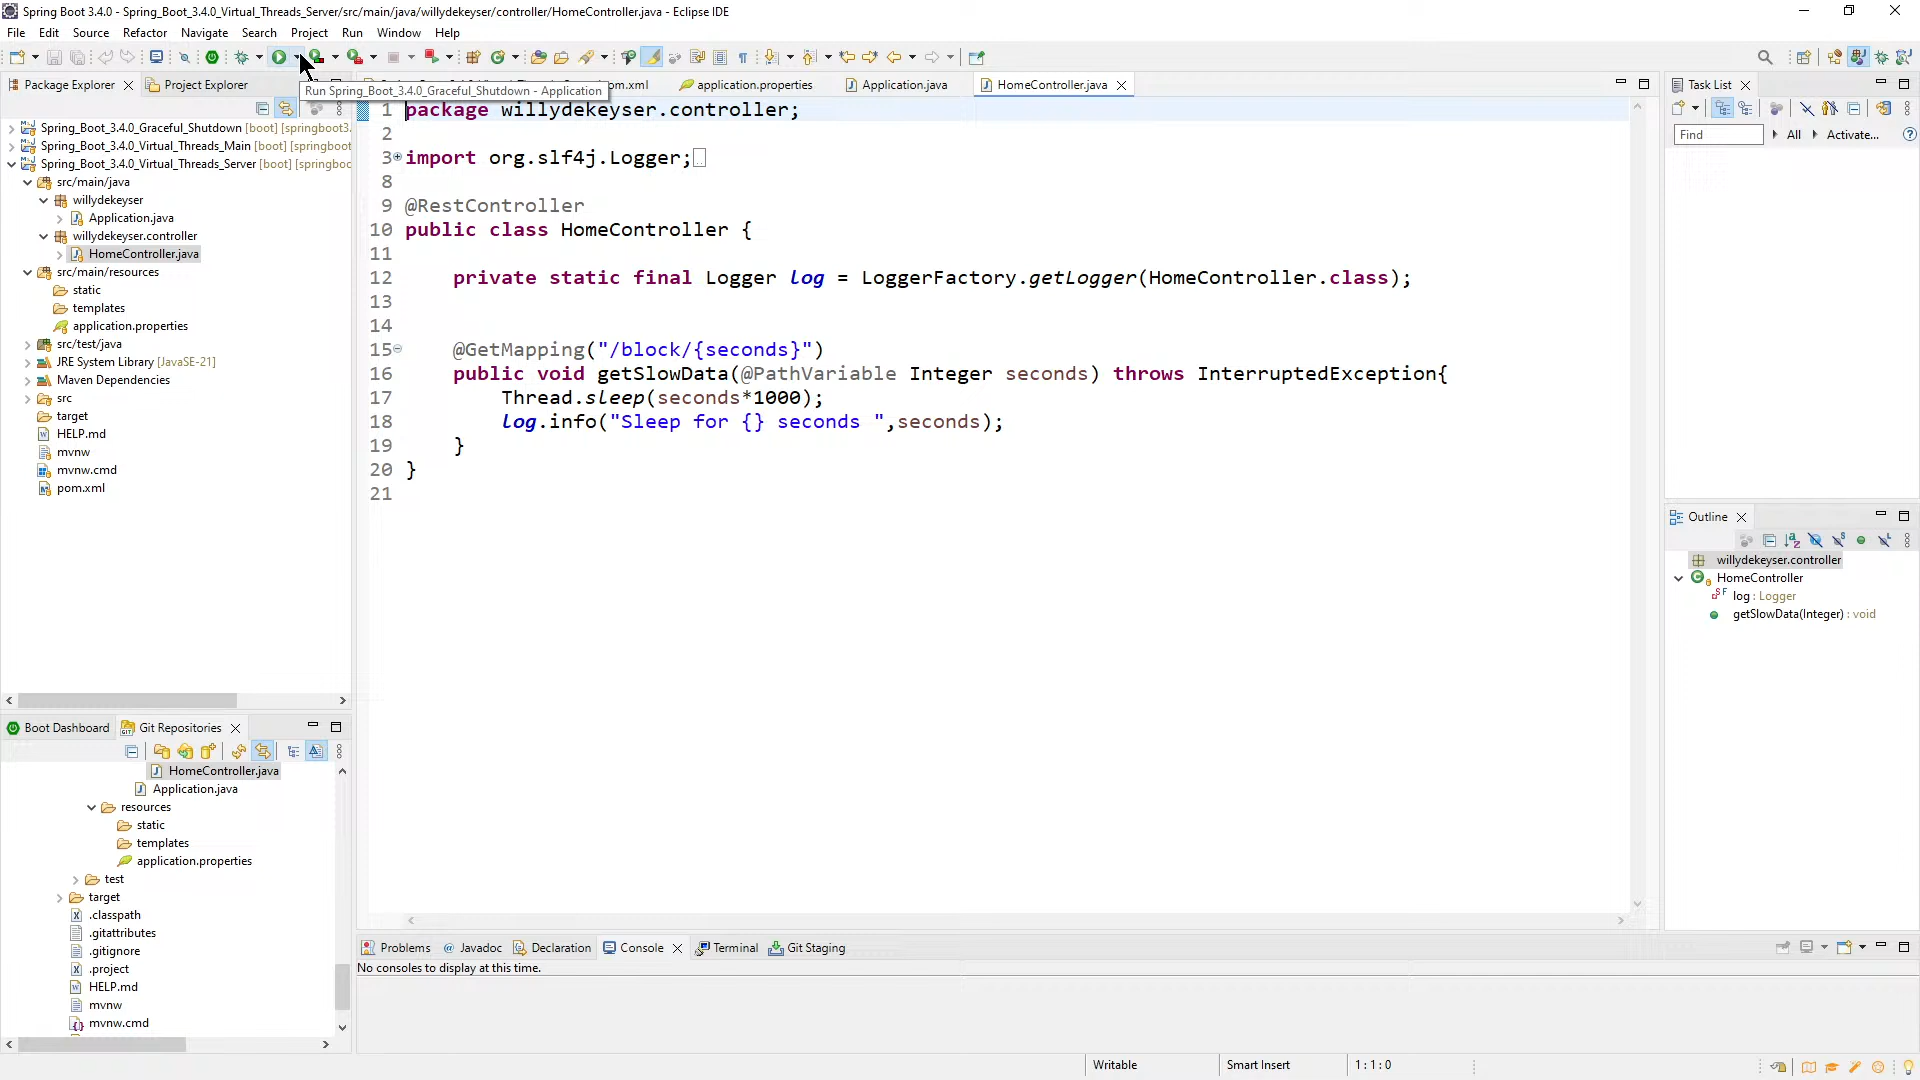 Spring Boot 3.4.0 - Spring_Boot_3.4.0_Virtual_Threads_Server/src/main/java/willydekeyser/controller/HomeController.java - Eclipse IDE
File Edit Source Refactor Navigate Search Project Run Window Help
Package Explorer Project Explorer
pom.xml application.properties Application.java HomeController.java
Task List
Run Spring_Boot_3.4.0_Graceful_Shutdown - Application
Find All Activate...
Spring_Boot_3.4.0_Graceful_Shutdown [boot] [springboot3.
Spring_Boot_3.4.0_Virtual_Threads_Main [boot] [springboot
Spring_Boot_3.4.0_Virtual_Threads_Server [boot] [springboo
src/main/java
willydekeyser
Application.java
willydekeyser.controller
HomeController.java
src/main/resources
static
templates
application.properties
src/test/java
JRE System Library [JavaSE-21]
Maven Dependencies
src
target
HELP.md
mvnw
mvnw.cmd
pom.xml
1 package willydekeyser.controller;
2
3 import org.slf4j.Logger;
8
9 @RestController
10 public class HomeController {
11
12 private static final Logger log = LoggerFactory.getLogger(HomeController.class);
13
14
15 @GetMapping("/block/{seconds}")
16 public void getSlowData(@PathVariable Integer seconds) throws InterruptedException{
17 Thread.sleep(seconds*1000);
18 log.info("Sleep for {} seconds ",seconds);
19 }
20 }
21
Outline
willydekeyser.controller
HomeController
log : Logger
getSlowData(Integer) : void
Boot Dashboard Git Repositories
HomeController.java
Application.java
resources
static
templates
application.properties
test
target
.classpath
.gitattributes
.gitignore
.project
HELP.md
mvnw
mvnw.cmd
Problems Javadoc Declaration Console Terminal Git Staging
No consoles to display at this time.
Writable Smart Insert 1 : 1 : 0